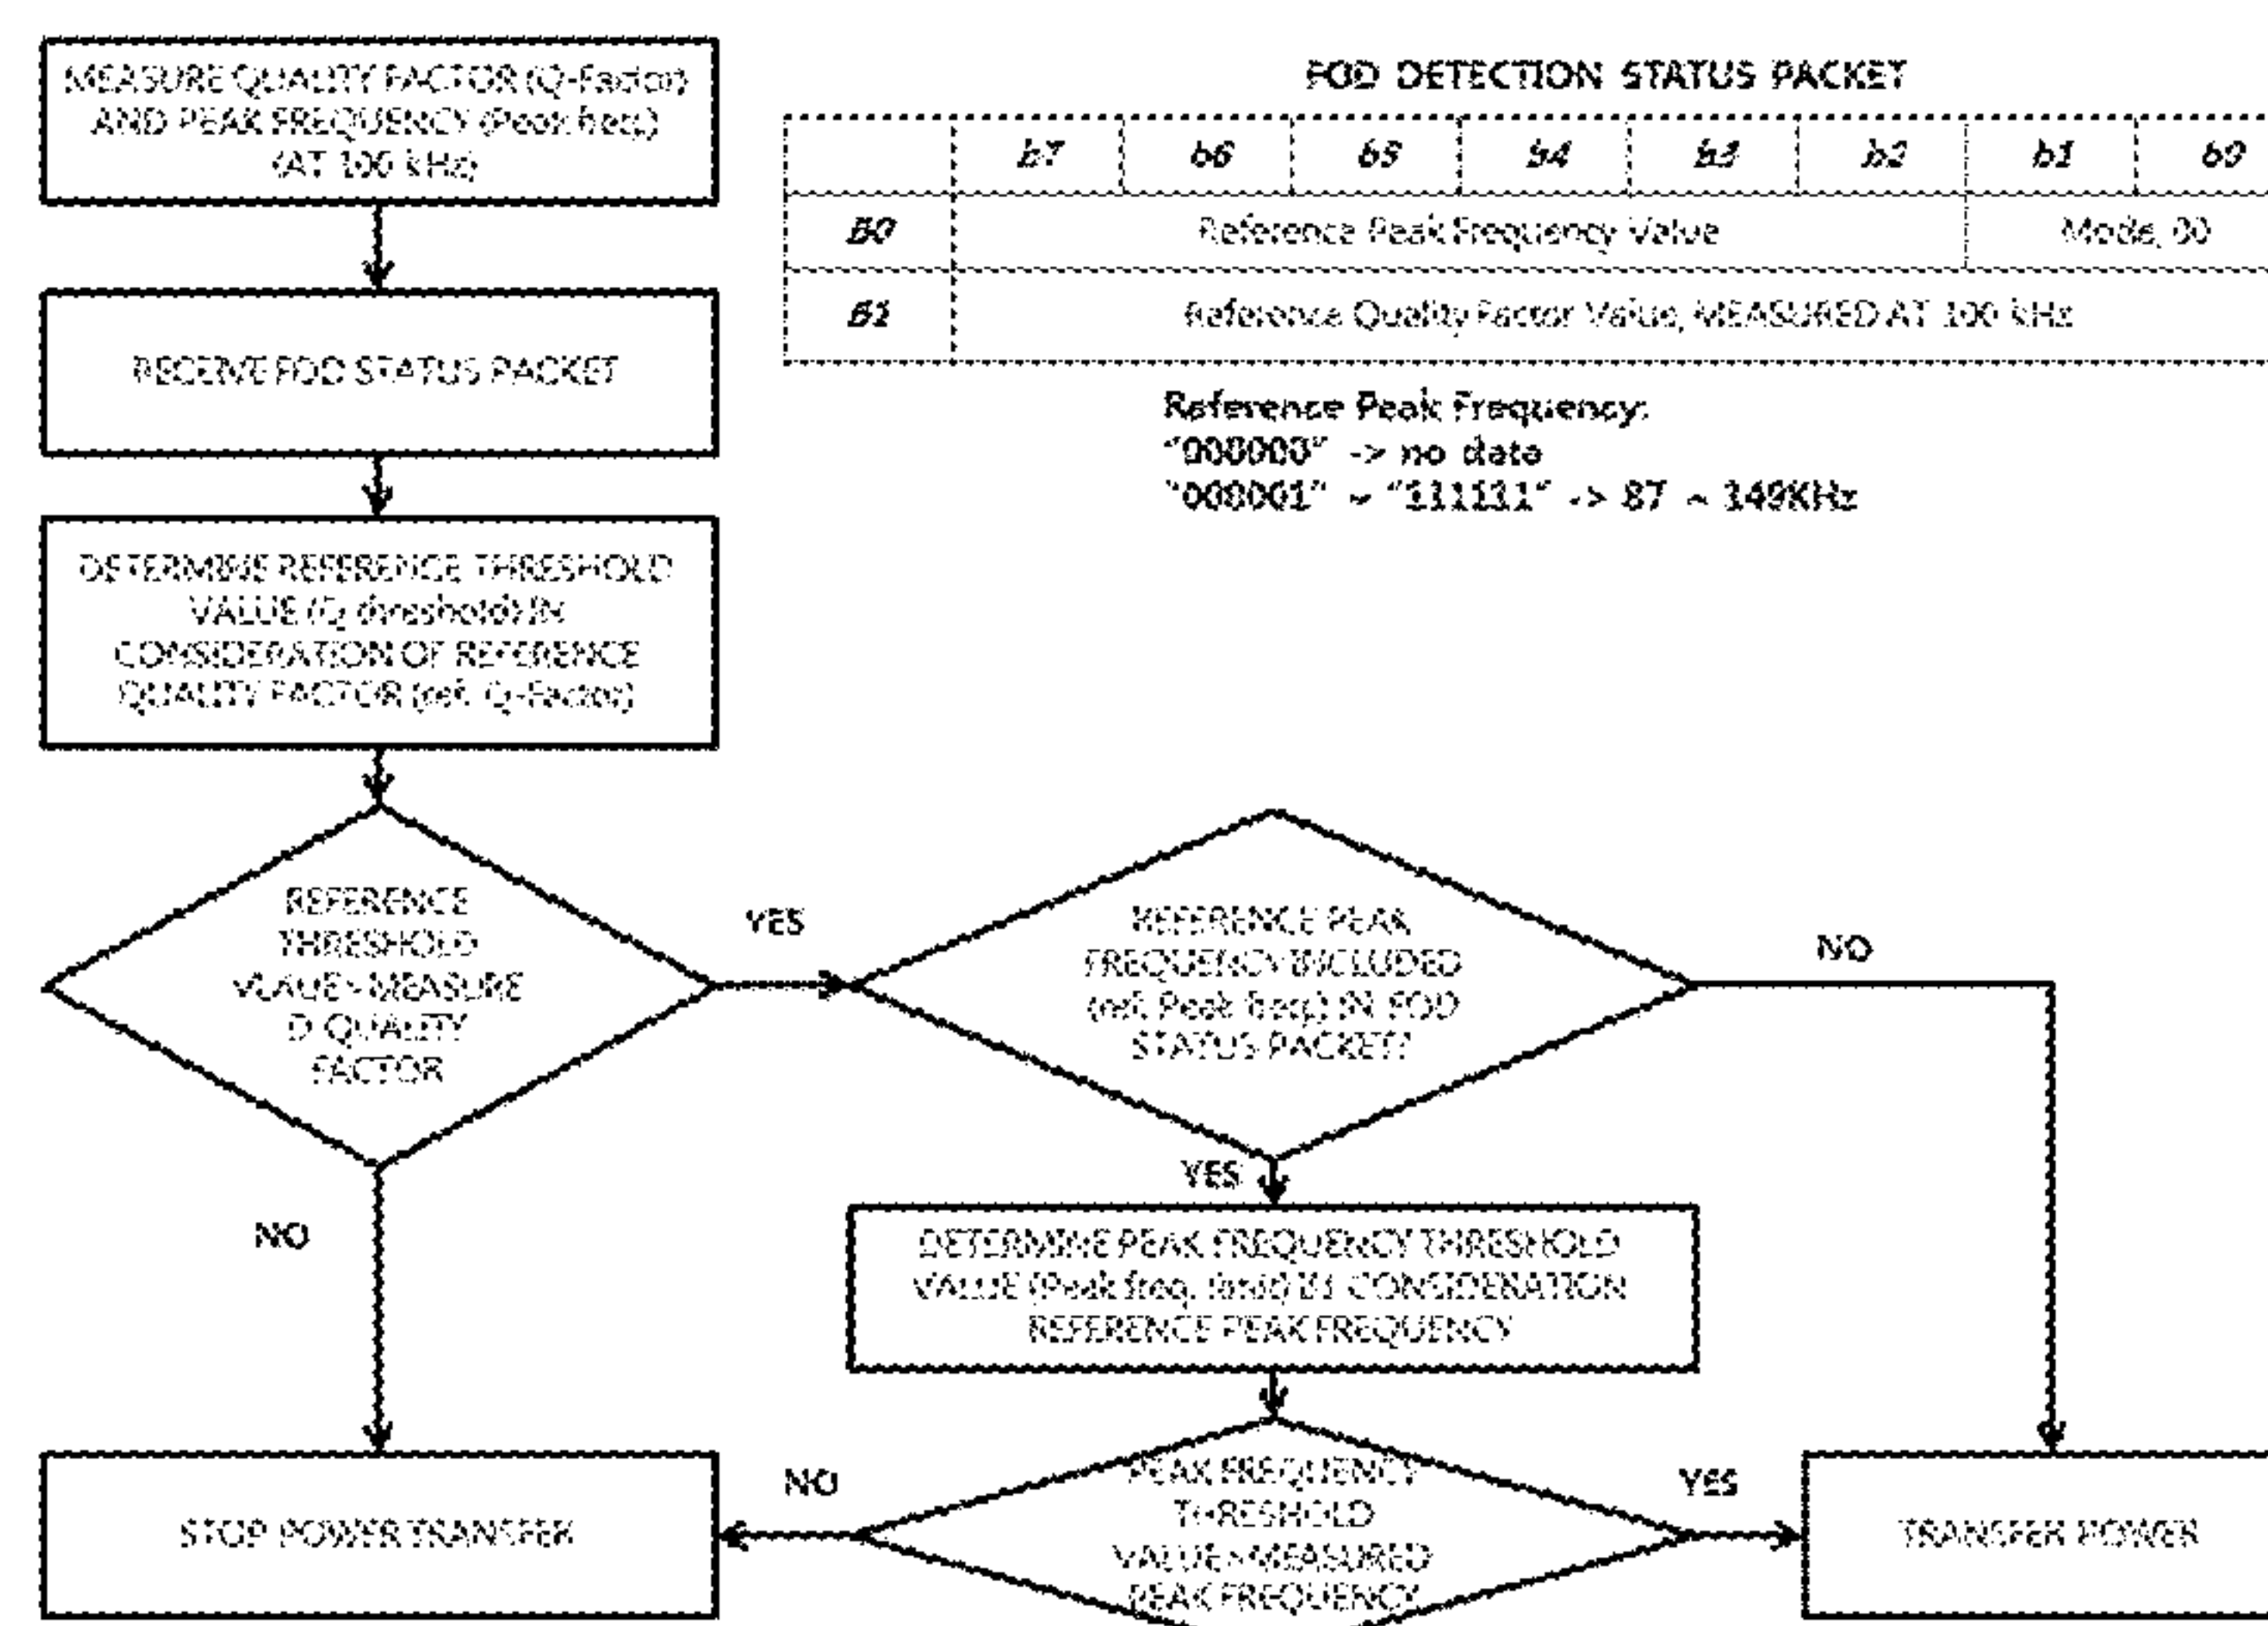 MEASURE QUALITY FACTOR (Q-Factor)
AND PEAK FREQUENCY (Peak freq.)
(AT 100 kHz)
RECEIVE FOD STATUS PACKET
DETERMINE REFERENCE THRESHOLD
VALUE (Q threshold) IN
CONSIDERATION OF REFERENCE
QUALITY FACTOR (ref. Q-Factor)
FOD DETECTION STATUS PACKET
b7 b6 b5 b4 b3 b2 b1 b0
B0 Reference Peak Frequency Value Mode, 00
B1 Reference Quality Factor Value, MEASURED AT 100 kHz
Reference Peak Frequency:
"000000" -> no data
"000001" ~ "111111" -> 87 ~ 149KHz
REFERENCE
THRESHOLD
MEASURE
D QUALITY
FACTOR
YES
REFERENCE PEAK
FREQUENCY INCLUDED
(ref. Peak freq.) IN FOD
STATUS PACKET?
NO
YES
NO
DETERMINE PEAK FREQUENCY THRESHOLD
VALUE (Peak freq. limit) CONSIDERATION
REFERENCE PEAK FREQUENCY
STOP POWER TRANSFER
NO
PEAK FREQUENCY
THRESHOLD
VALUE>MEASURED
PEAK FREQUENCY
YES
TRANSFER POWER